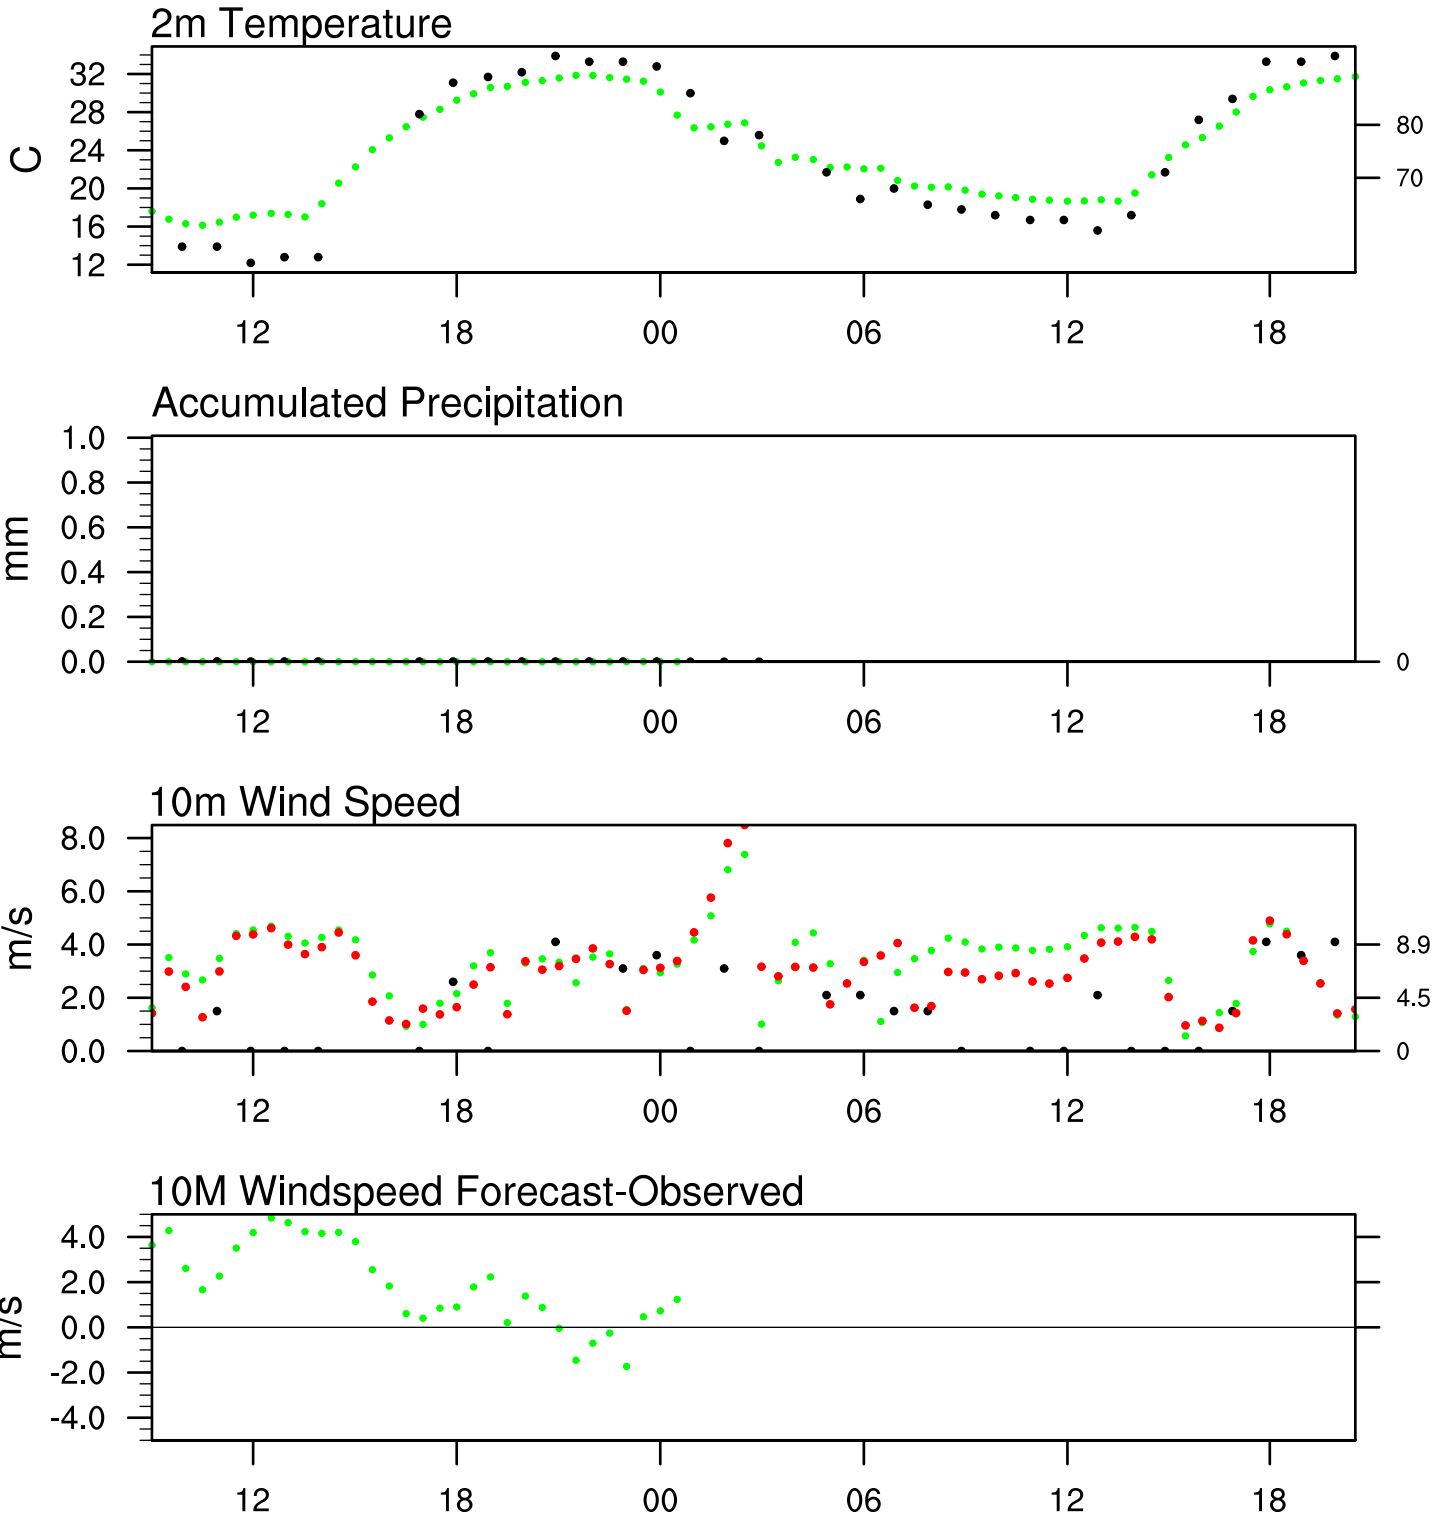 2m Temperature
32
28
24
20
16
12
C
80
70
12 18 00 06 12 18
Accumulated Precipitation
1.0
0.8
0.6
0.4
0.2
0.0
mm
0
12 18 00 06 12 18
10m Wind Speed
8.0
6.0
4.0
2.0
0.0
m/s
8.9
4.5
0
12 18 00 06 12 18
10M Windspeed Forecast-Observed
4.0
2.0
0.0
-2.0
-4.0
m/s
12 18 00 06 12 18